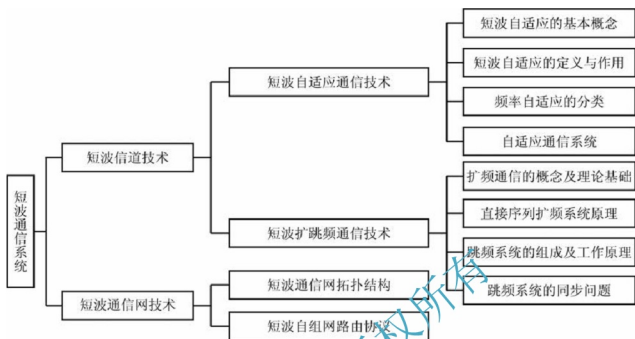 短波自适应的基本概念
短波自适应的定义与作用
短波自适应通信技术
频率自适应的分类
自适应通信系统
短波信道技术
扩频通信的概念及理论基础
直接序列扩频系统原理
短波通信系统
短波扩跳频通信技术
跳频系统的组成及工作原理
短波通信网拓扑结构
跳频系统的同步问题
短波通信网技术
短波自组网路由协议
权所有